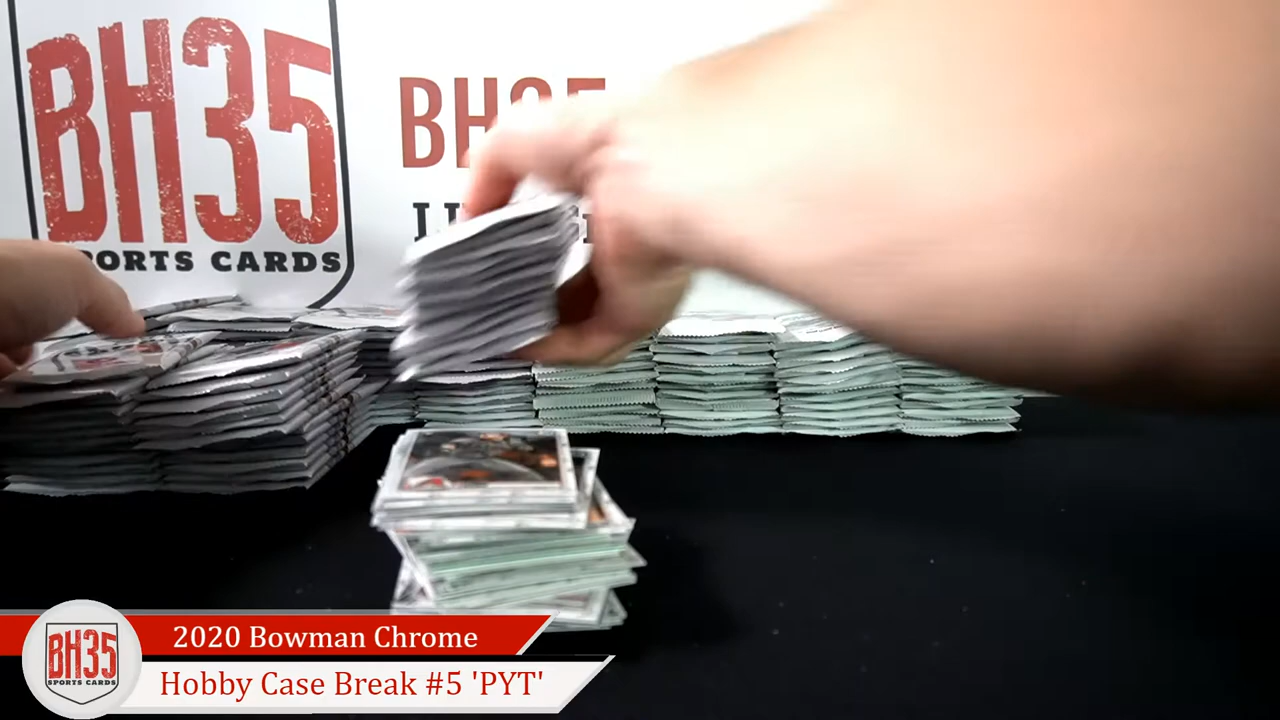 BH35
SPORTS CARDS
2020 Bowman Chrome
BH35
SPORTS CARDS
Hobby Case Break #5 'PYT'